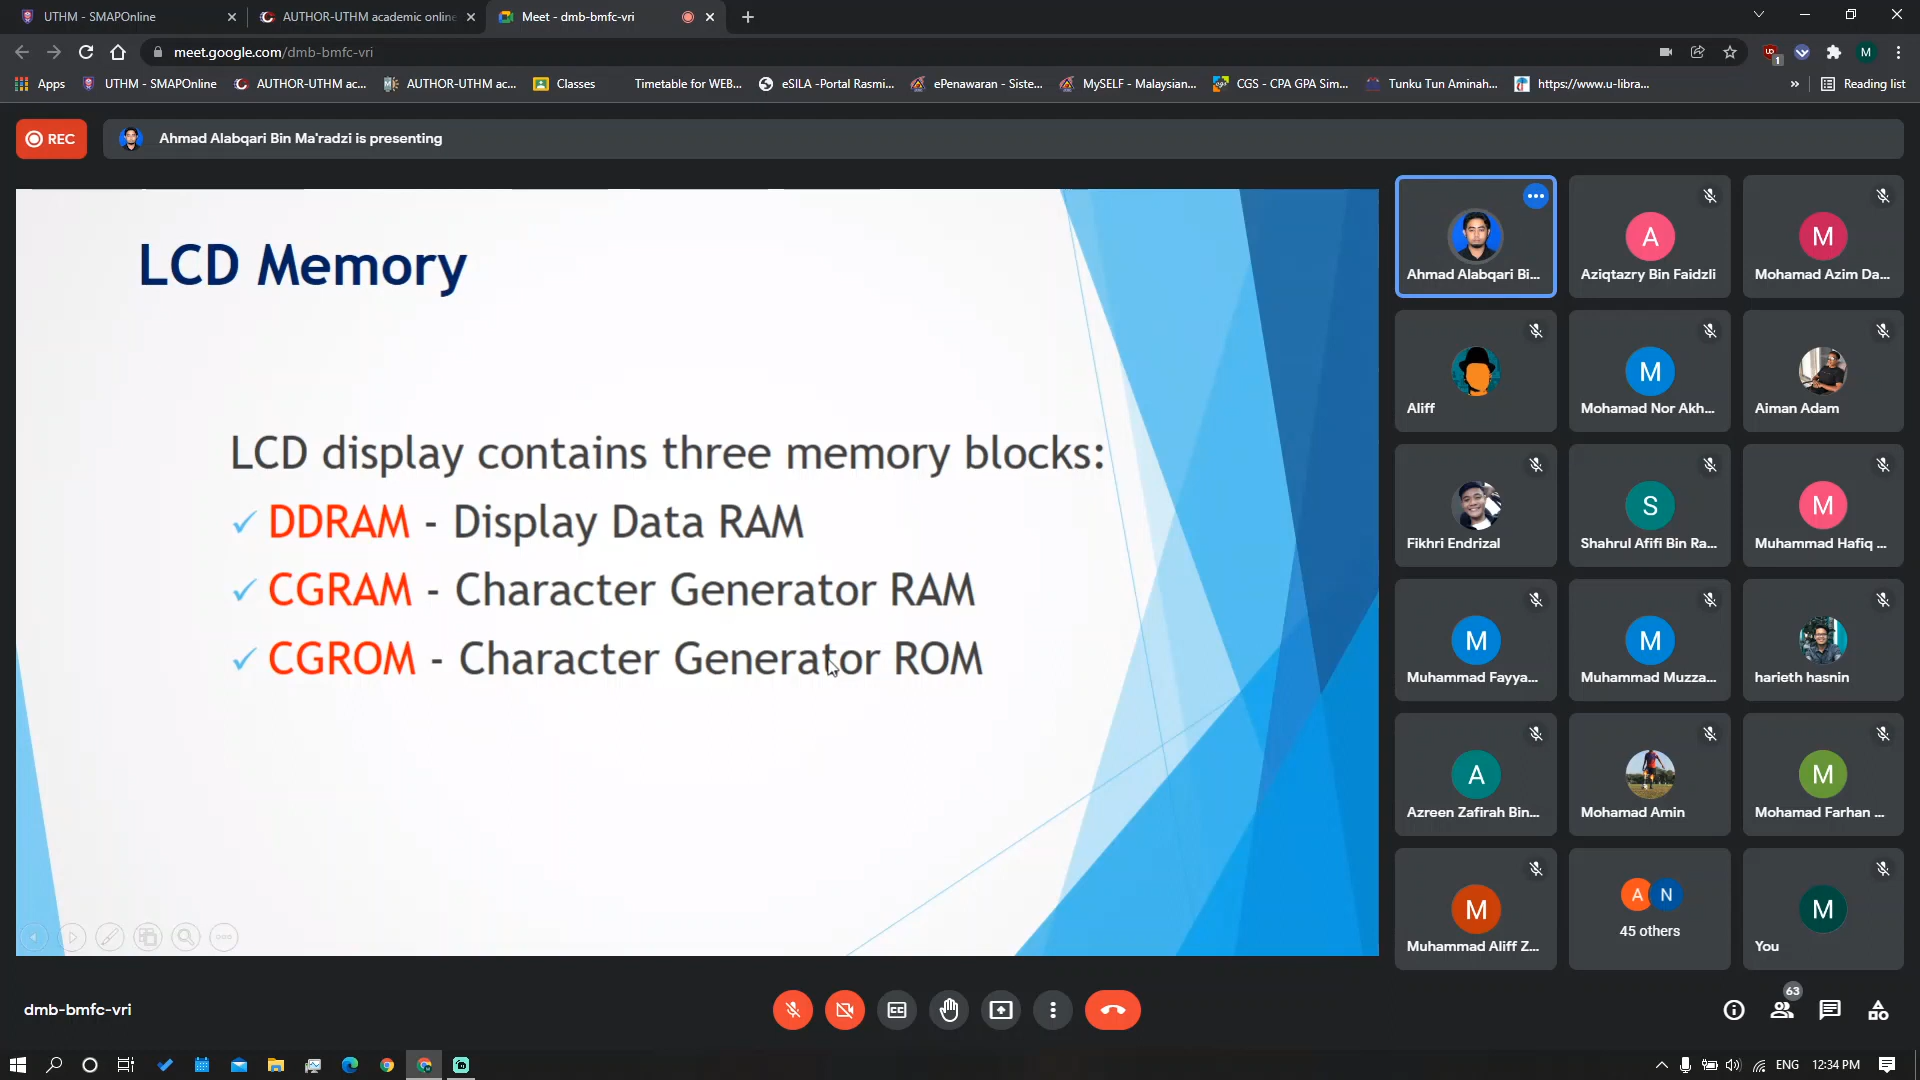 UTHM - SMAPOnline
AUTHOR-UTHM academic online
Meet - dmb-bmfc-vri
meet.google.com/dmb-bmfc-vri
1
M
Apps
UTHM - SMAPOnline
AUTHOR-UTHM ac...
AUTHOR-UTHM ac...
Classes
Timetable for WEB...
eSILA -Portal Rasmi...
ePenawaran - Siste...
MySELF - Malaysian...
CGS - CPA GPA Sim...
Tunku Tun Aminah...
https://www.u-libra...
»
Reading list
REC
Ahmad Alabqari Bin Ma'radzi is presenting
LCD Memory
LCD display contains three memory blocks:
✓ DDRAM - Display Data RAM
✓ CGRAM - Character Generator RAM
✓ CGROM - Character Generator ROM
Ahmad Alabqari Bi...
A
Aziqtazry Bin Faidzli
M
Mohamad Azim Da...
Aliff
M
Mohamad Nor Akh...
Aiman Adam
Fikhri Endrizal
S
Shahrul Afifi Bin Ra...
M
Muhammad Hafiq ...
M
Muhammad Fayya...
M
Muhammad Muzza...
harieth hasnin
A
Azreen Zafirah Bin...
Mohamad Amin
M
Mohamad Farhan ...
M
Muhammad Aliff Z...
A N
45 others
M
You
dmb-bmfc-vri
63
ENG
12:34 PM